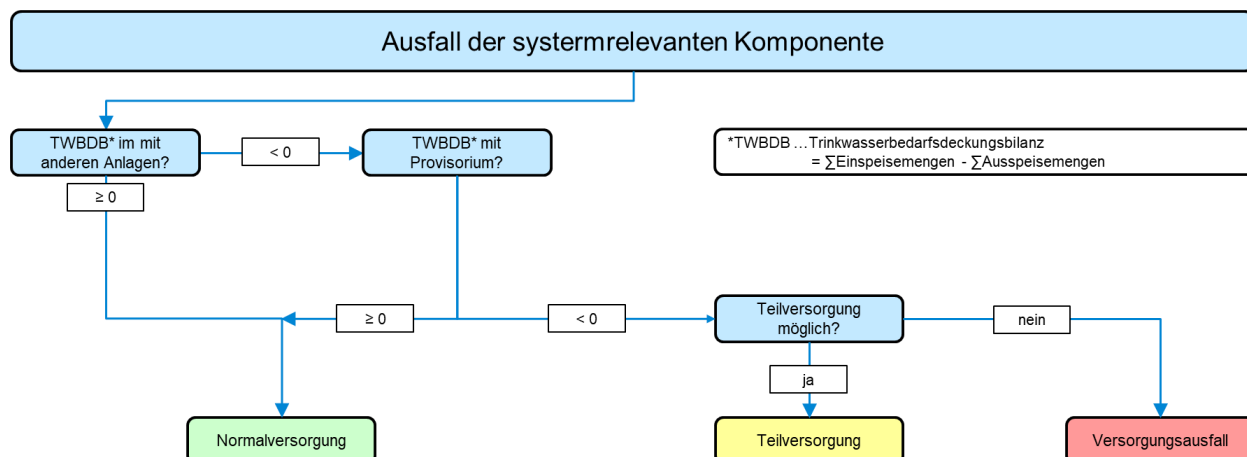 Ausfall der systermrelevanten Komponente
TWBDB* im mit
anderen Anlagen?
< 0
TWBDB* mit
Provisorium?
*TWBDB ...Trinkwasserbedarfsdeckungsbilanz
= ∑Einspeisemengen - ∑Ausspeisemengen
≥ 0
≥ 0
< 0
Teilversorgung
möglich?
nein
ja
Normalversorgung
Teilversorgung
Versorgungsausfall